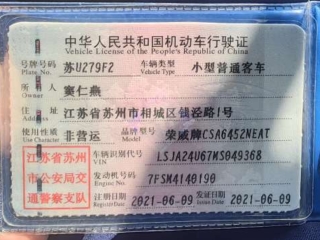 中华人民共和国机动车行驶证
Vehicle License of the People's Republic of China
号牌号码 苏U279F2 车辆类型 小型普通客车
Plate No. Vehicle Type
所有人 窦仁燕
Owner
住址 江苏省苏州市相城区钱泾路1号
Address
使用性质 非营运 品牌型号 荣威牌CSA6452NEAT
Use Character Model
江苏省苏州 车辆识别代号 LSJA24U67MS049368
VIN
市公安局交 发动机号码 7FSM4140190
Engine No.
通警察支队 注册日期 2021-06-09 发证日期 2021-06-09
Register Date Issue Date